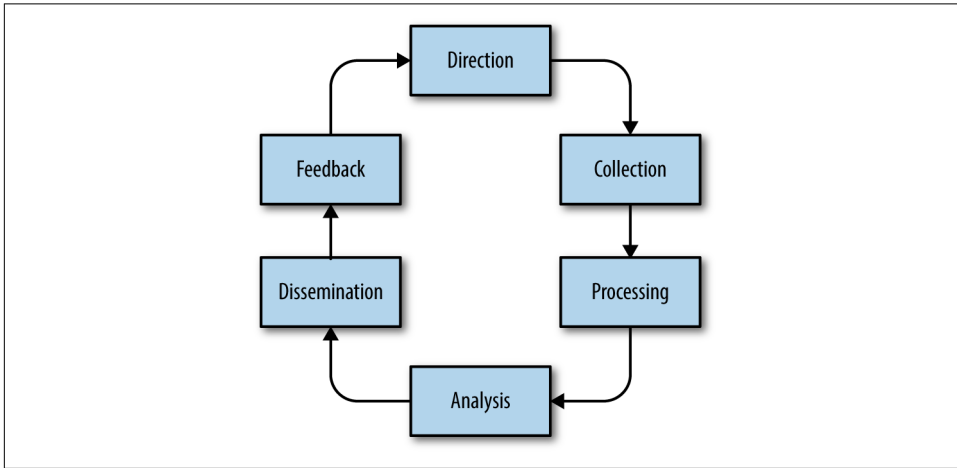 Direction
Collection
Processing
Analysis
Dissemination
Feedback